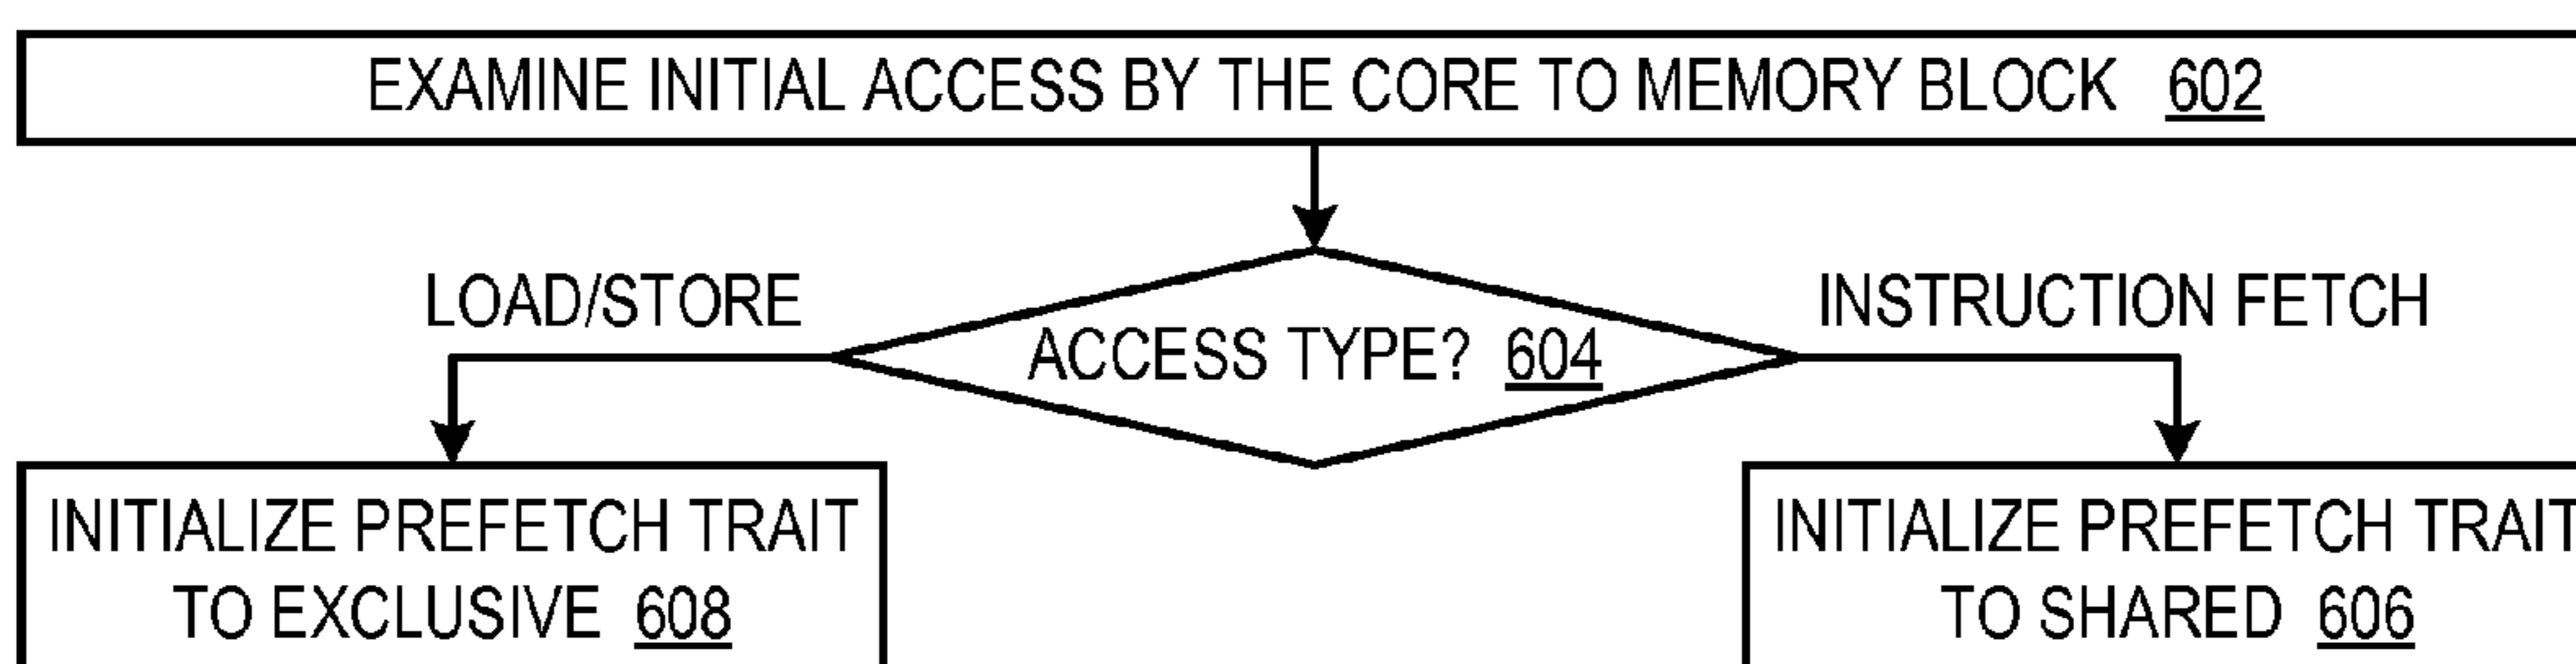 EXAMINE INITIAL ACCESS BY THE CORE TO MEMORY BLOCK 602
LOAD/STORE
INSTRUCTION FETCH
ACCESS TYPE? 604
INITIALIZE PREFETCH TRAIT
TO EXCLUSIVE 608
INITIALIZE PREFETCH TRAIT
TO SHARED 606